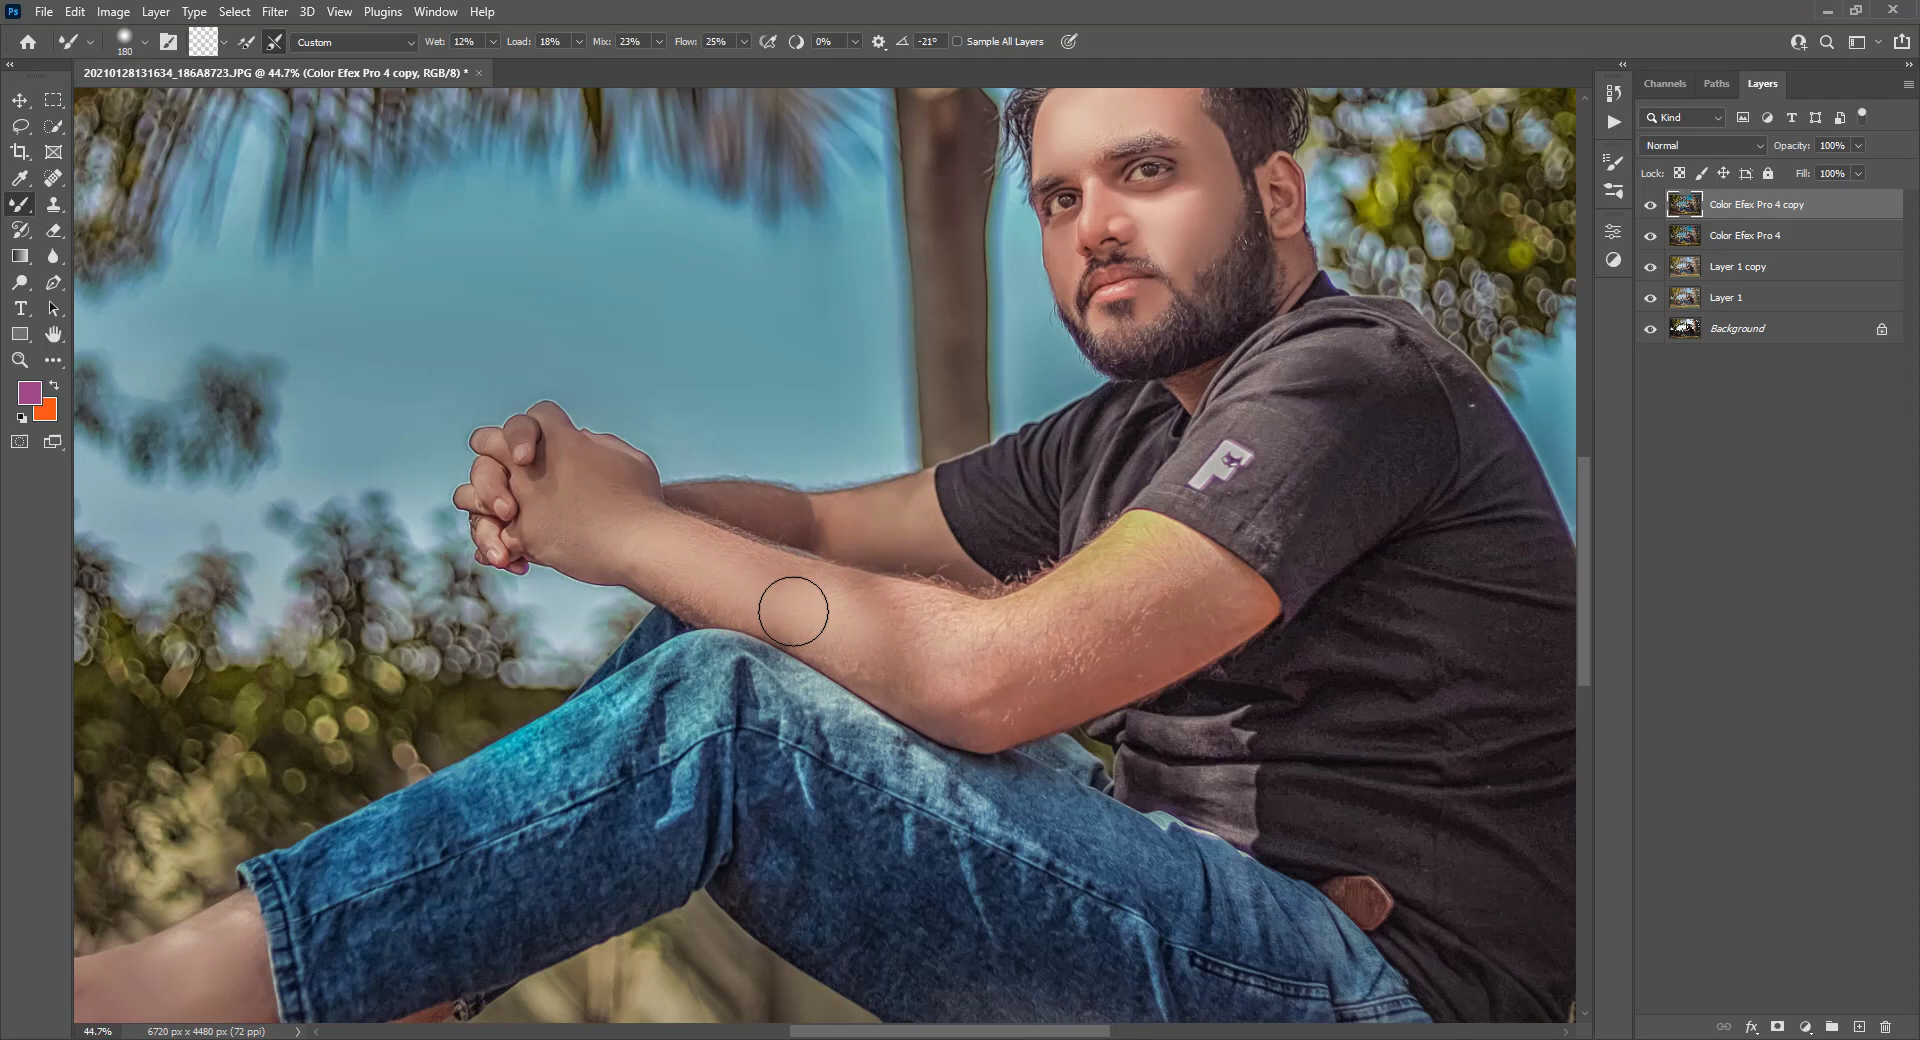 Ps File Edit Image Layer Type Select Filter 3D View Plugins Window Help
180 Custom Wet: 12% Load: 18% Mix: 23% Flow: 25% 0% -21° Sample All Layers
20210128131634_186A8723.JPG @ 44.7% (Color Efex Pro 4 copy, RGB/8) *
Channels Paths Layers
Kind
Normal Opacity: 100%
Lock: Fill: 100%
Color Efex Pro 4 copy
Color Efex Pro 4
Layer 1 copy
Layer 1
Background
F
44.7% 6720 px x 4480 px (72 ppi)